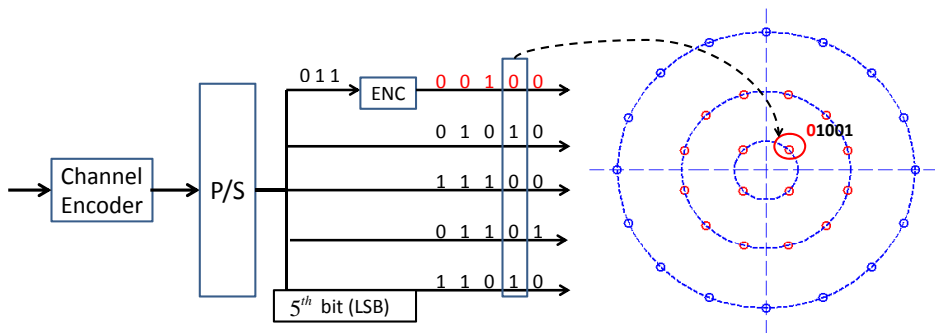 0 1 1
ENC
0 0 1 0 0
01001
0 1 0 1 0
Channel
Encoder
P/S
1 1 1 0 0
0 1 1 0 1
1 1 0 1 0
5th bit (LSB)